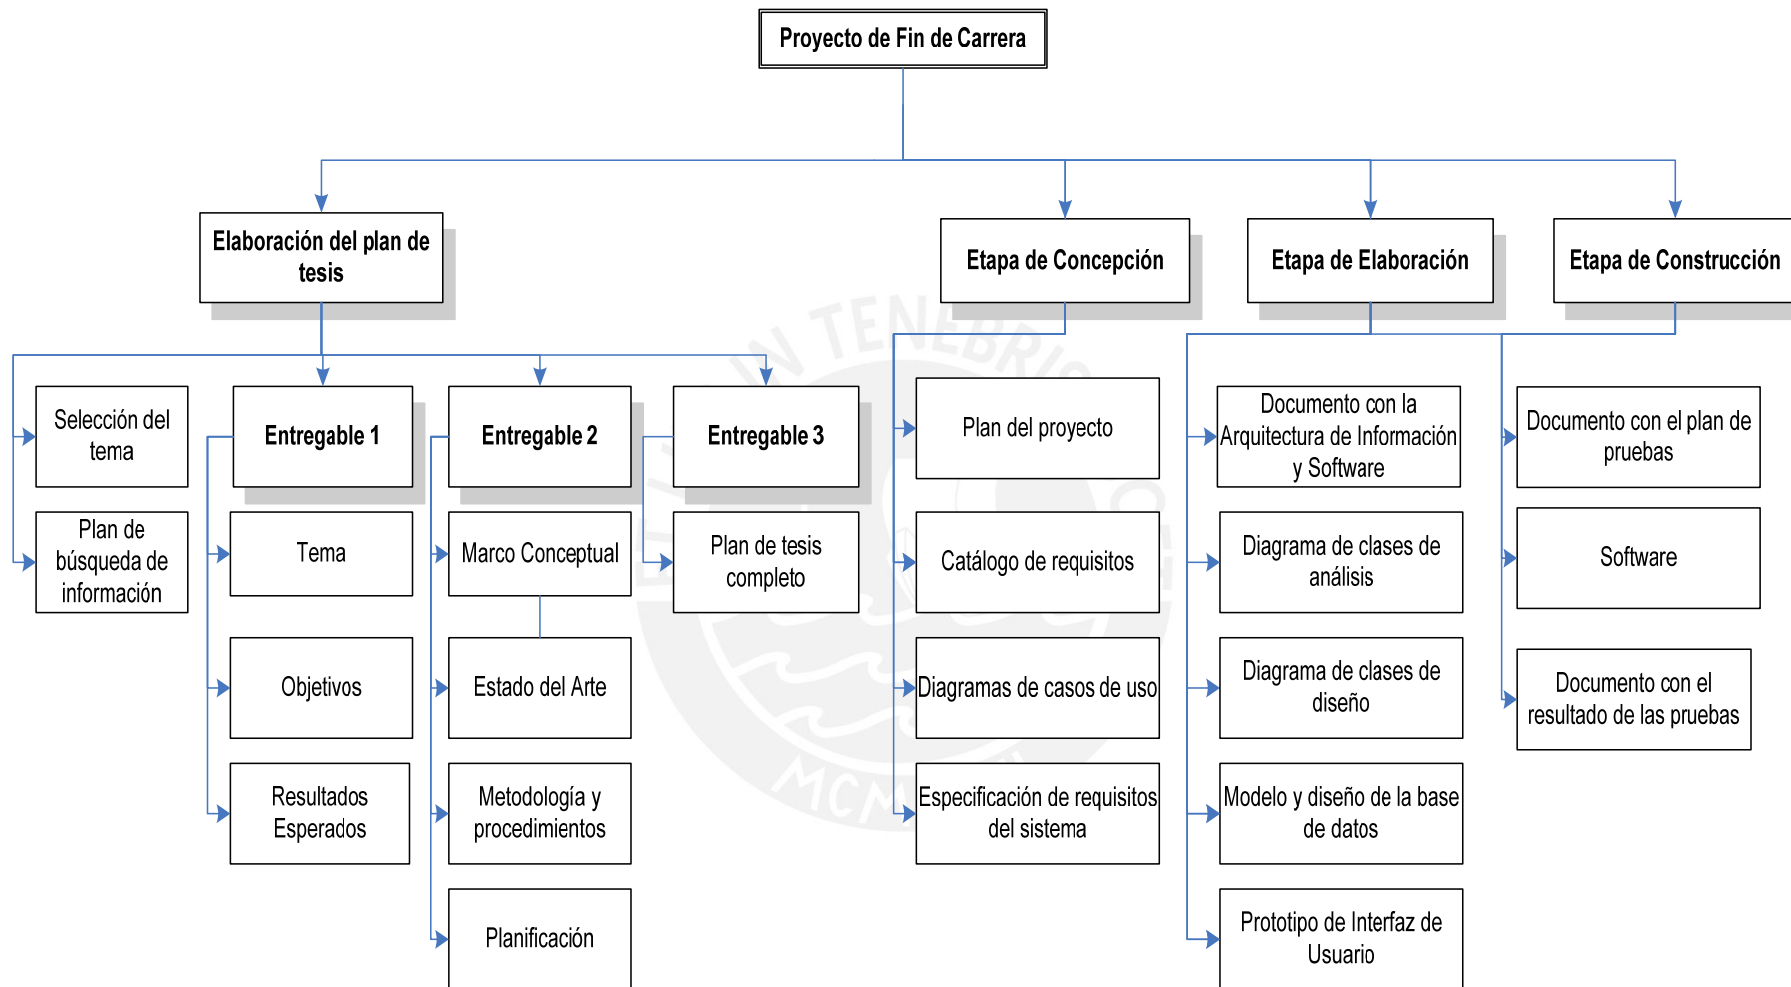 Proyecto de Fin de Carrera
Elaboración del plan de
tesis
Etapa de Concepción
Etapa de Elaboración
Etapa de Construcción
Selección del
tema
Plan de
búsqueda de
información
Entregable 1
Tema
Objetivos
Resultados
Esperados
Entregable 2
Marco Conceptual
Estado del Arte
Metodología y
procedimientos
Planificación
Entregable 3
Plan de tesis
completo
Plan del proyecto
Catálogo de requisitos
Diagramas de casos de uso
Especificación de requisitos
del sistema
Documento con la
Arquitectura de Información
y Software
Diagrama de clases de
análisis
Diagrama de clases de
diseño
Modelo y diseño de la base
de datos
Prototipo de Interfaz de
Usuario
Documento con el plan de
pruebas
Software
Documento con el
resultado de las pruebas
IN TENEBRIS